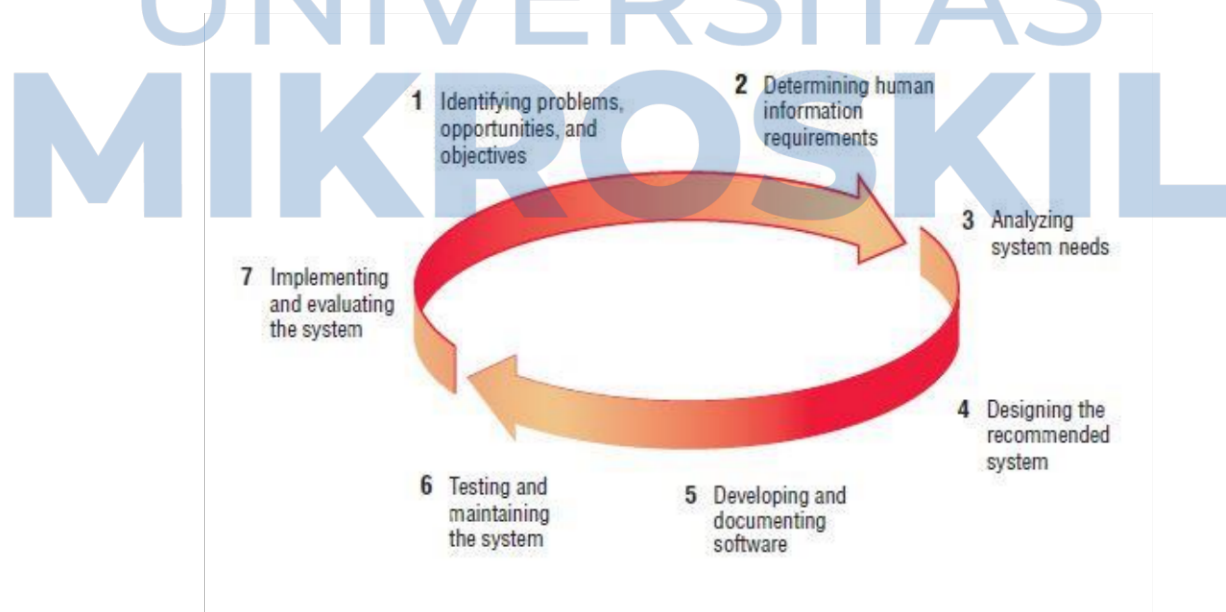 UNIVERSITAS
MIKROSKIL
1 Identifying problems,
opportunities, and
objectives
2 Determining human
information
requirements
3 Analyzing
system needs
4 Designing the
recommended
system
5 Developing and
documenting
software
6 Testing and
maintaining
the system
7 Implementing
and evaluating
the system